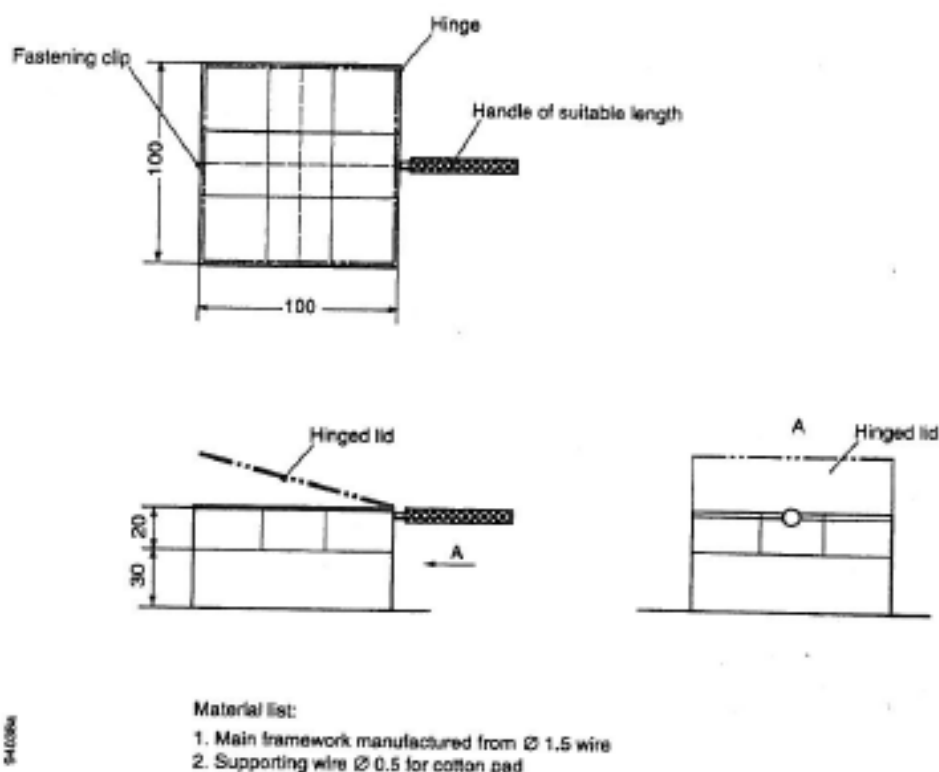 Hinge
Fastening clip
Handle of suitable length
100
100
Hinged lid
A
Hinged lid
20
30
A
Material list:
1. Main framework manufactured from Ø 1.5 wire
2. Supporting wire Ø 0.5 for cotton pad